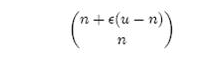 \binom{n + \epsilon(u - n)}{n}